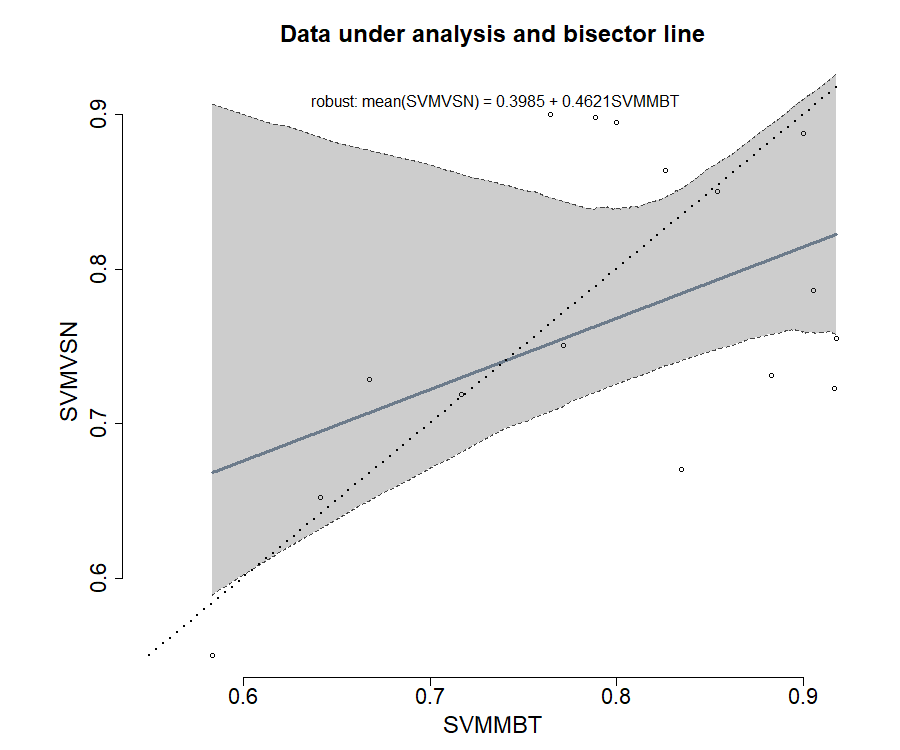 Data under analysis and bisector line
robust: mean(SVMVSN) = 0.3985 + 0.4621SVMMBT
0.9
0.8
0.7
0.6
SVMVSN
0.6 0.7 0.8 0.9
SVMMBT